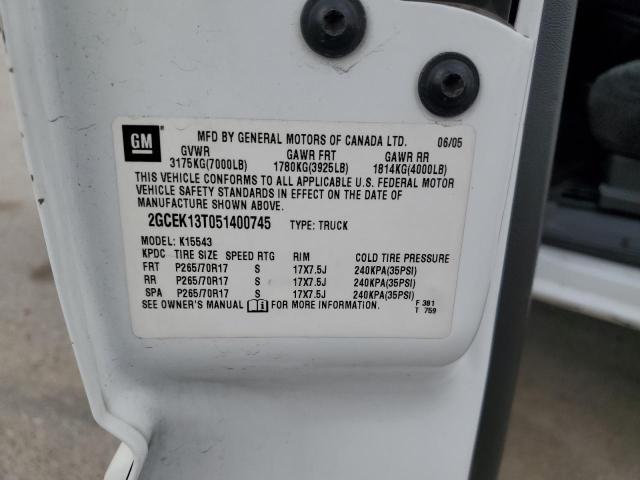 GM
MFD BY GENERAL MOTORS OF CANADA LTD. 06/05
GVWR GAWR FRT GAWR RR
3175KG(7000LB) 1780KG(3925LB) 1814KG(4000LB)
THIS VEHICLE CONFORMS TO ALL APPLICABLE U.S. FEDERAL MOTOR
VEHICLE SAFETY STANDARDS IN EFFECT ON THE DATE OF
MANUFACTURE SHOWN ABOVE.
2GCEK13T051400745 TYPE: TRUCK
MODEL: K15543
KPDC TIRE SIZE SPEED RTG RIM COLD TIRE PRESSURE
FRT P265/70R17 S 17X7.5J 240KPA(35PSI)
RR P265/70R17 S 17X7.5J 240KPA(35PSI)
SPA P265/70R17 S 17X7.5J 240KPA(35PSI)
SEE OWNER'S MANUAL FOR MORE INFORMATION. F 381
T 759